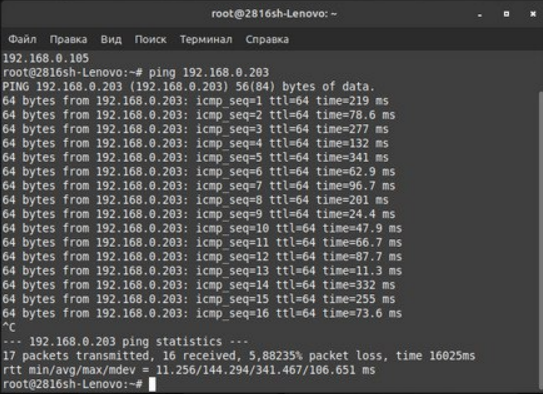 root@2816sh-Lenovo: ~
Файл Правка Вид Поиск Терминал Справка
192.168.0.105
root@2816sh-Lenovo:~# ping 192.168.0.203
PING 192.168.0.203 (192.168.0.203) 56(84) bytes of data.
64 bytes from 192.168.0.203: icmp_seq=1 ttl=64 time=219 ms
64 bytes from 192.168.0.203: icmp_seq=2 ttl=64 time=78.6 ms
64 bytes from 192.168.0.203: icmp_seq=3 ttl=64 time=277 ms
64 bytes from 192.168.0.203: icmp_seq=4 ttl=64 time=132 ms
64 bytes from 192.168.0.203: icmp_seq=5 ttl=64 time=341 ms
64 bytes from 192.168.0.203: icmp_seq=6 ttl=64 time=62.9 ms
64 bytes from 192.168.0.203: icmp_seq=7 ttl=64 time=96.7 ms
64 bytes from 192.168.0.203: icmp_seq=8 ttl=64 time=201 ms
64 bytes from 192.168.0.203: icmp_seq=9 ttl=64 time=24.4 ms
64 bytes from 192.168.0.203: icmp_seq=10 ttl=64 time=47.9 ms
64 bytes from 192.168.0.203: icmp_seq=11 ttl=64 time=66.7 ms
64 bytes from 192.168.0.203: icmp_seq=12 ttl=64 time=87.7 ms
64 bytes from 192.168.0.203: icmp_seq=13 ttl=64 time=11.3 ms
64 bytes from 192.168.0.203: icmp_seq=14 ttl=64 time=332 ms
64 bytes from 192.168.0.203: icmp_seq=15 ttl=64 time=255 ms
64 bytes from 192.168.0.203: icmp_seq=16 ttl=64 time=73.6 ms
^C
--- 192.168.0.203 ping statistics ---
17 packets transmitted, 16 received, 5,88235% packet loss, time 16025ms
rtt min/avg/max/mdev = 11.256/144.294/341.467/106.651 ms
root@2816sh-Lenovo:~#